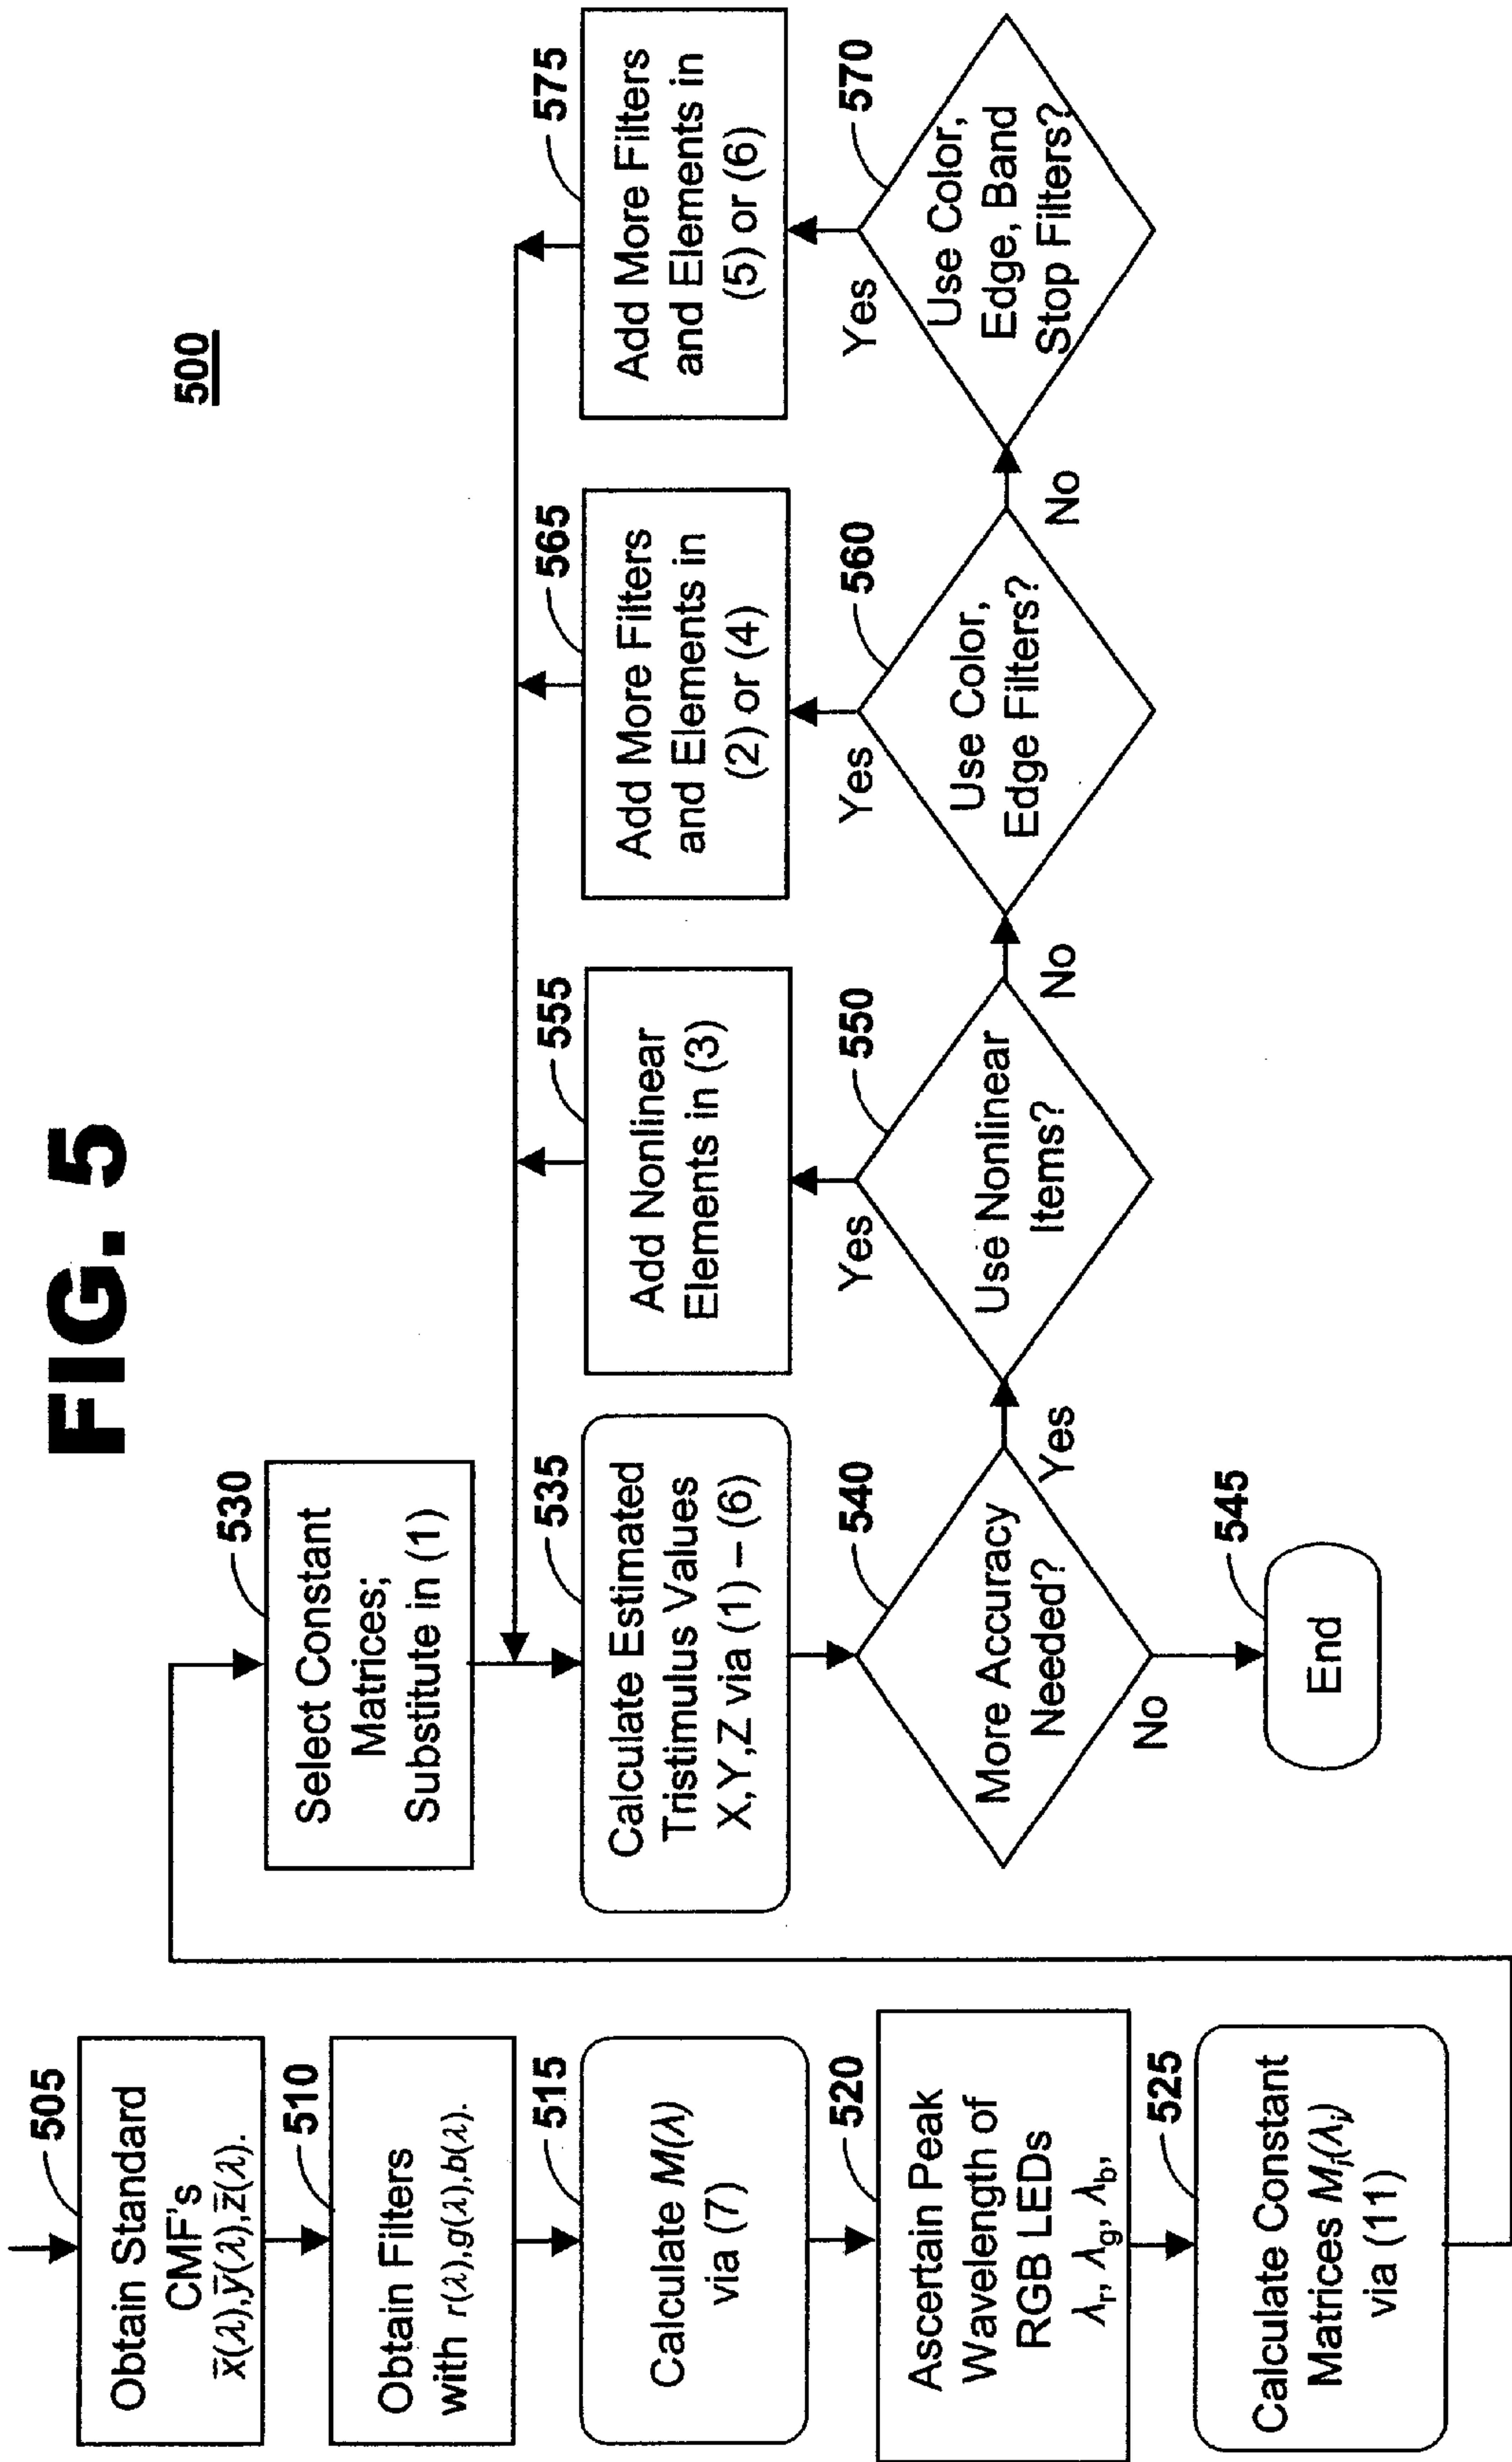 FIG. 5
500
505
Obtain Standard
CMF's
x̄(λ),ȳ(λ),z̄(λ).
510
Obtain Filters
with r(λ),g(λ),b(λ).
515
Calculate M(λ)
via (7)
520
Ascertain Peak
Wavelength of
RGB LEDs
λr, λg, λb,
525
Calculate Constant
Matrices Mi(λi)
via (11)
530
Select Constant
Matrices;
Substitute in (1)
535
Calculate Estimated
Tristimulus Values
X,Y,Z via (1) – (6)
540
More Accuracy
Needed?
No
Yes
545
End
550
Use Nonlinear
Items?
Yes
No
555
Add Nonlinear
Elements in (3)
560
Use Color,
Edge Filters?
Yes
No
565
Add More Filters
and Elements in
(2) or (4)
570
Use Color,
Edge, Band
Stop Filters?
Yes
575
Add More Filters
and Elements in
(5) or (6)